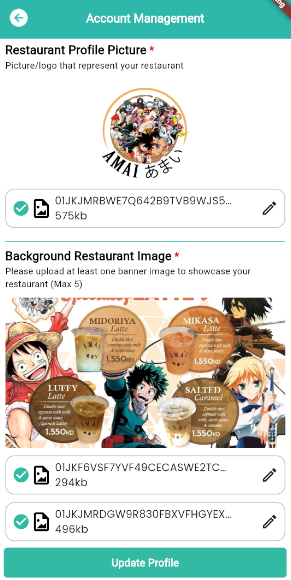 Account Management
Restaurant Profile Picture *
Picture/logo that represent your restaurant
AMAI あまい
01JKJMRBWE7Q642B9TVB9WJS5...
575kb
Background Restaurant Image *
Please upload at least one banner image to showcase your
restaurant (Max 5)
MIDORIYA
Latte
1.550KD
MIKASA
Latte
1.550KD
LUFFY
Latte
1.550KD
SALTED
Caramel
1.550KD
01JKF6VSF7YVF49CECASWE2TC...
294kb
01JKJMRDGW9R830FBXVFHGYEX...
496kb
Update Profile